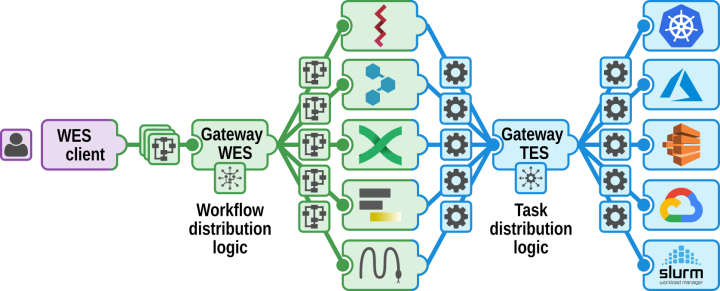 WES
client
Gateway
WES
Workflow
distribution
logic
Gateway
TES
Task
distribution
logic
slurm
workload manager